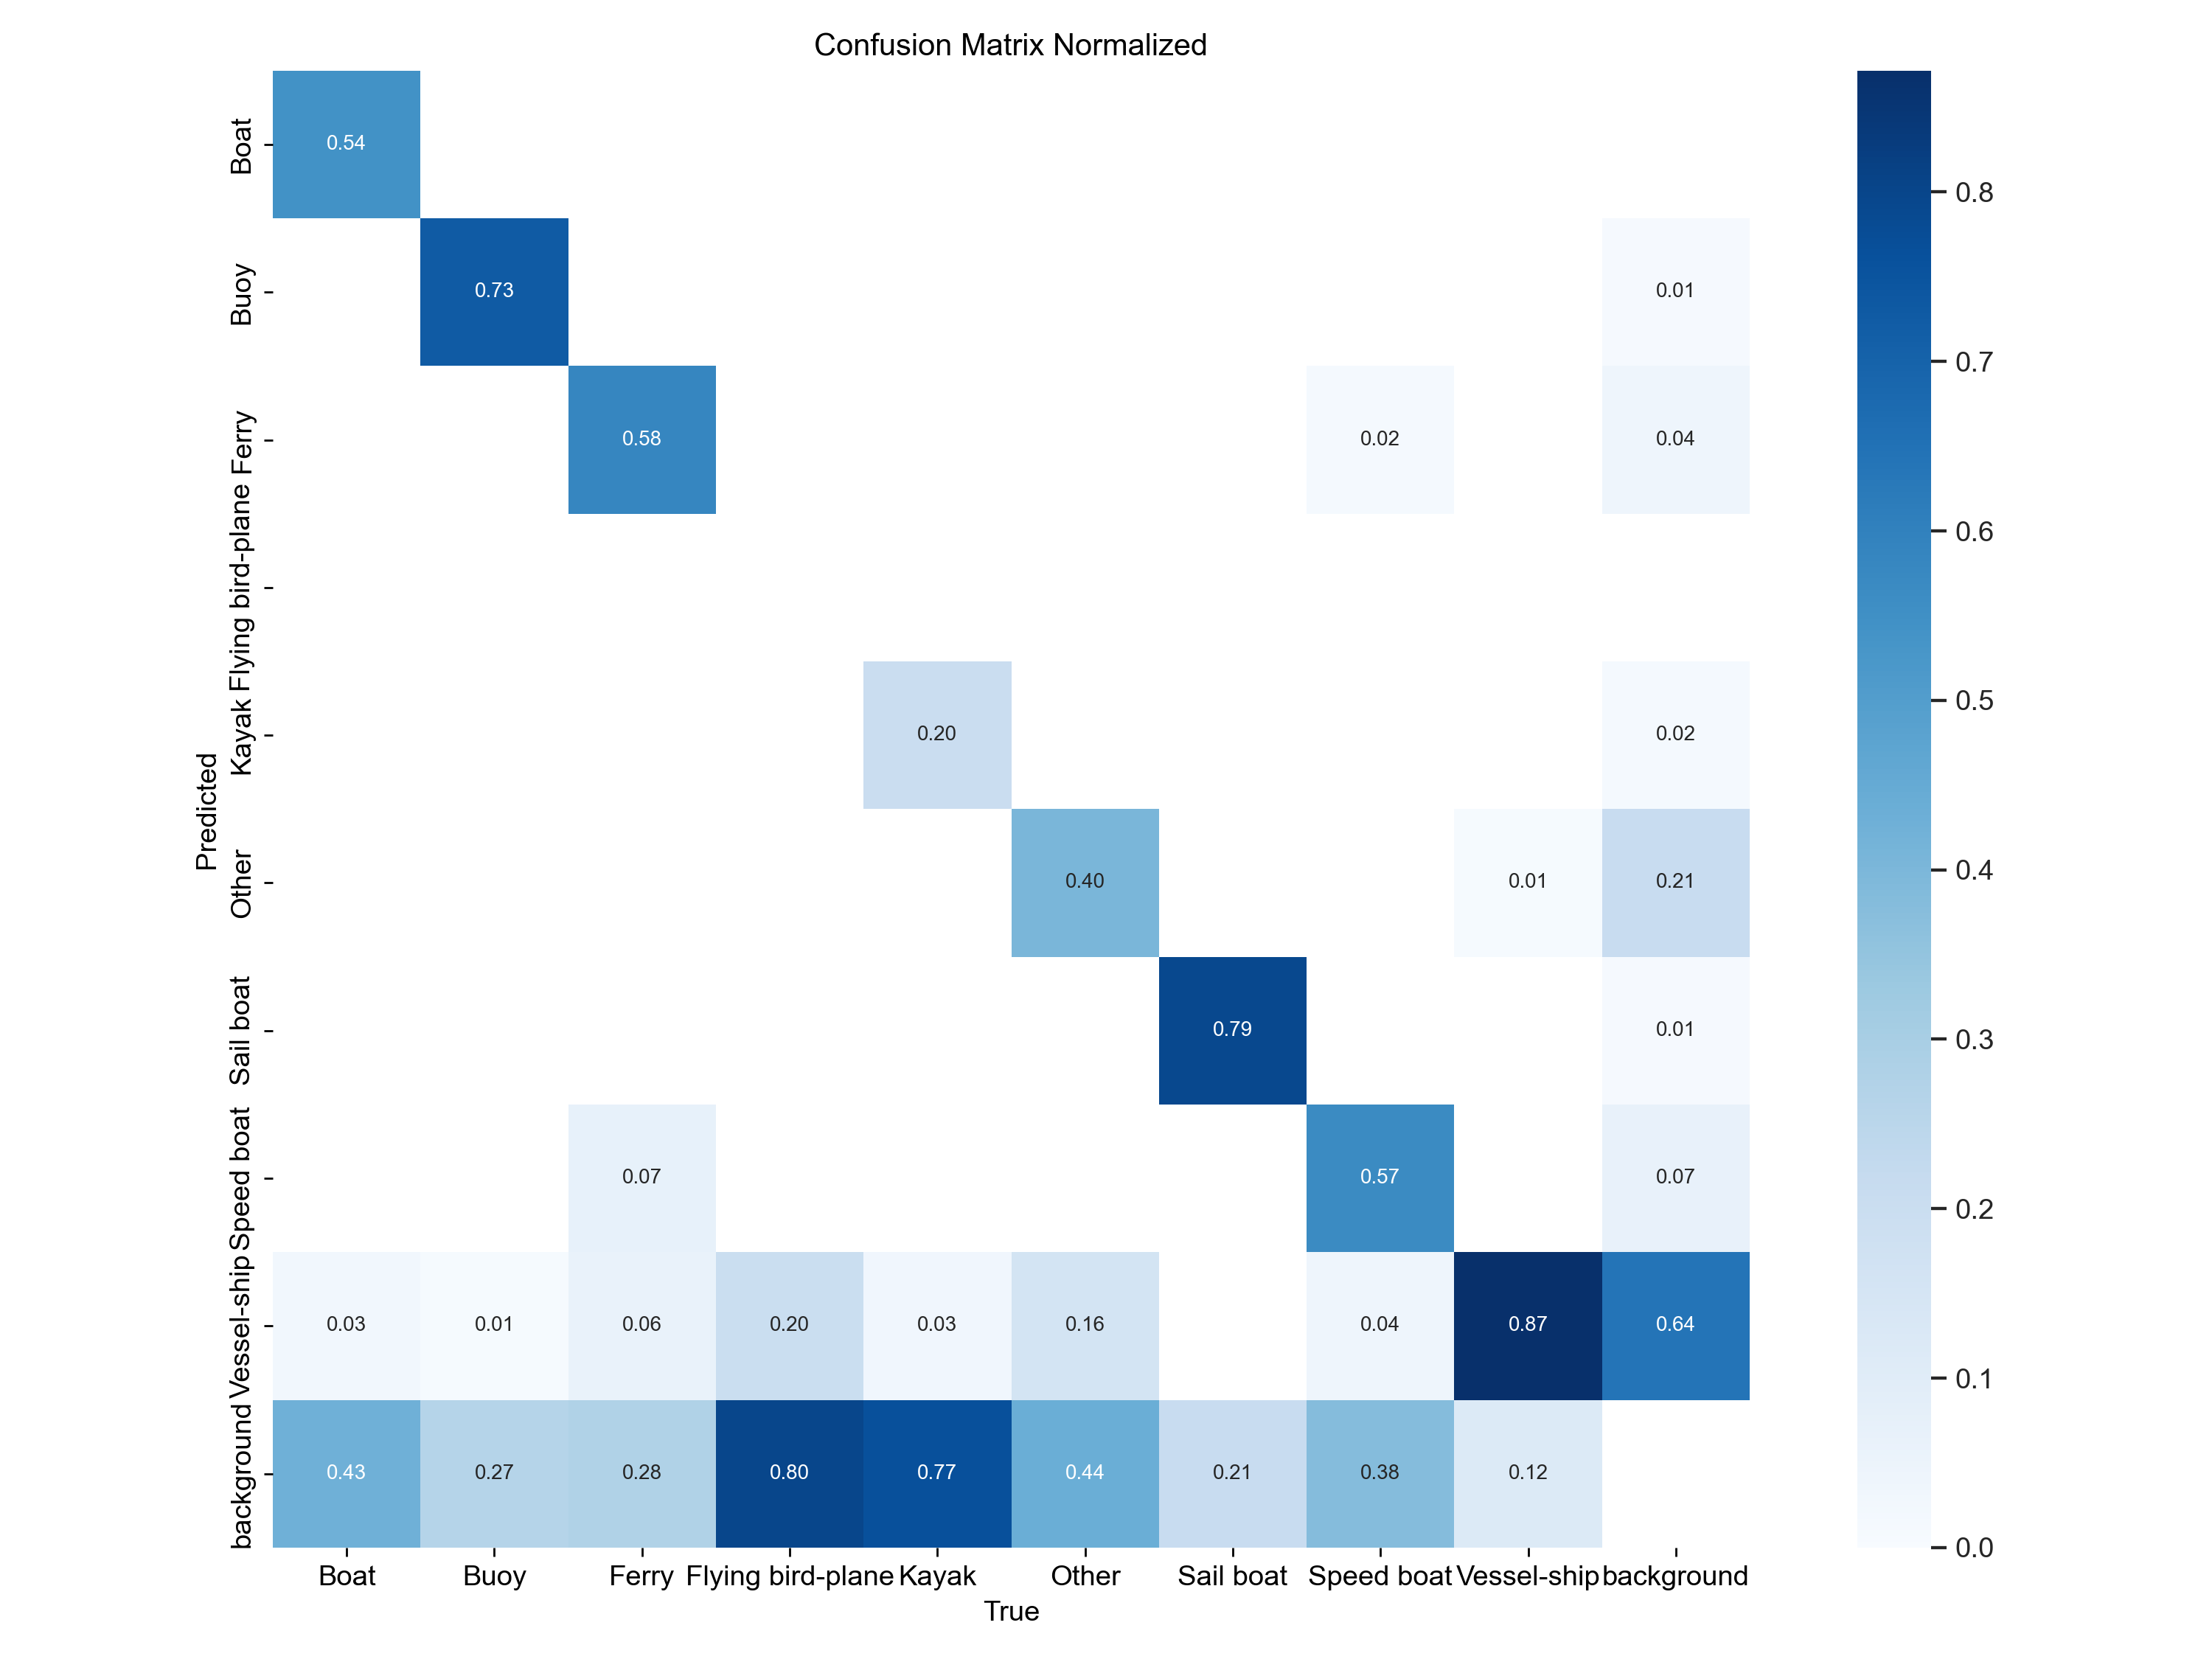 Confusion Matrix Normalized
Boat
0.54
Buoy
0.73
0.01
Ferry
0.58
0.02
0.04
Flying bird-plane
Kayak
0.20
0.02
Predicted
Other
0.40
0.01
0.21
Sail boat
0.79
0.01
Speed boat
0.07
0.57
0.07
Vessel-ship
0.03
0.01
0.06
0.20
0.03
0.16
0.04
0.87
0.64
background
0.43
0.27
0.28
0.80
0.77
0.44
0.21
0.38
0.12
Boat
Buoy
Ferry
Flying bird-plane
Kayak
Other
Sail boat
Speed boat
Vessel-ship
background
True
0.8
0.7
0.6
0.5
0.4
0.3
0.2
0.1
0.0